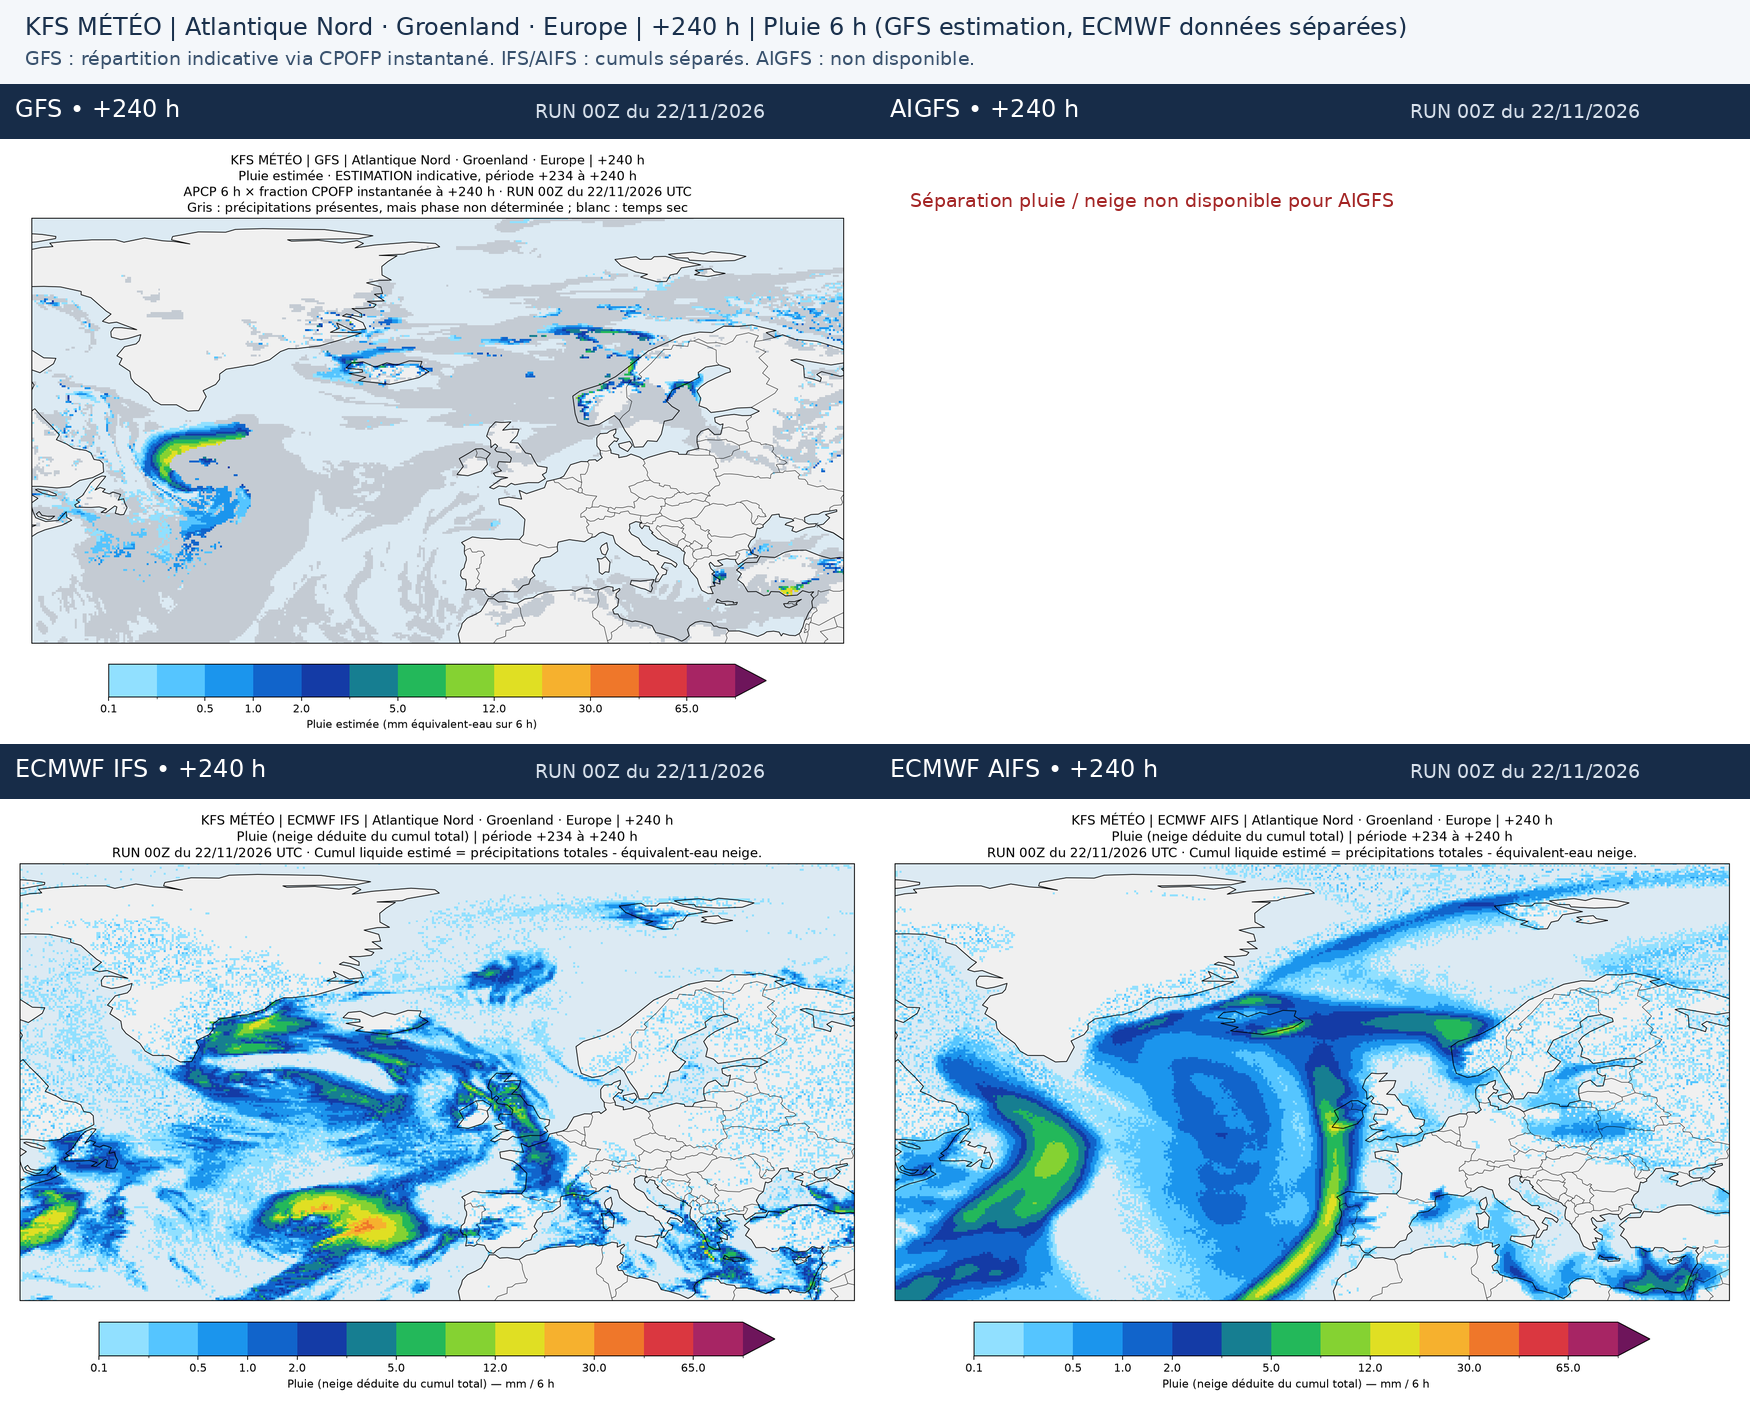 KFS MÉTÉO | Atlantique Nord · Groenland · Europe | +240 h | Pluie 6 h (GFS estimation, ECMWF données séparées)
GFS : répartition indicative via CPOFP instantané. IFS/AIFS : cumuls séparés. AIGFS : non disponible.
GFS • +240 h
RUN 00Z du 22/11/2026
AIGFS • +240 h
RUN 00Z du 22/11/2026
KFS MÉTÉO | GFS | Atlantique Nord · Groenland · Europe | +240 h
Pluie estimée · ESTIMATION indicative, période +234 à +240 h
APCP 6 h × fraction CPOFP instantanée à +240 h · RUN 00Z du 22/11/2026 UTC
Gris : précipitations présentes, mais phase non déterminée ; blanc : temps sec
Séparation pluie / neige non disponible pour AIGFS
0.1 0.5 1.0 2.0 5.0 12.0 30.0 65.0
Pluie estimée (mm équivalent-eau sur 6 h)
ECMWF IFS • +240 h
RUN 00Z du 22/11/2026
ECMWF AIFS • +240 h
RUN 00Z du 22/11/2026
KFS MÉTÉO | ECMWF IFS | Atlantique Nord · Groenland · Europe | +240 h
Pluie (neige déduite du cumul total) | période +234 à +240 h
RUN 00Z du 22/11/2026 UTC · Cumul liquide estimé = précipitations totales - équivalent-eau neige.
KFS MÉTÉO | ECMWF AIFS | Atlantique Nord · Groenland · Europe | +240 h
Pluie (neige déduite du cumul total) | période +234 à +240 h
RUN 00Z du 22/11/2026 UTC · Cumul liquide estimé = précipitations totales - équivalent-eau neige.
0.1 0.5 1.0 2.0 5.0 12.0 30.0 65.0
Pluie (neige déduite du cumul total) — mm / 6 h
0.1 0.5 1.0 2.0 5.0 12.0 30.0 65.0
Pluie (neige déduite du cumul total) — mm / 6 h